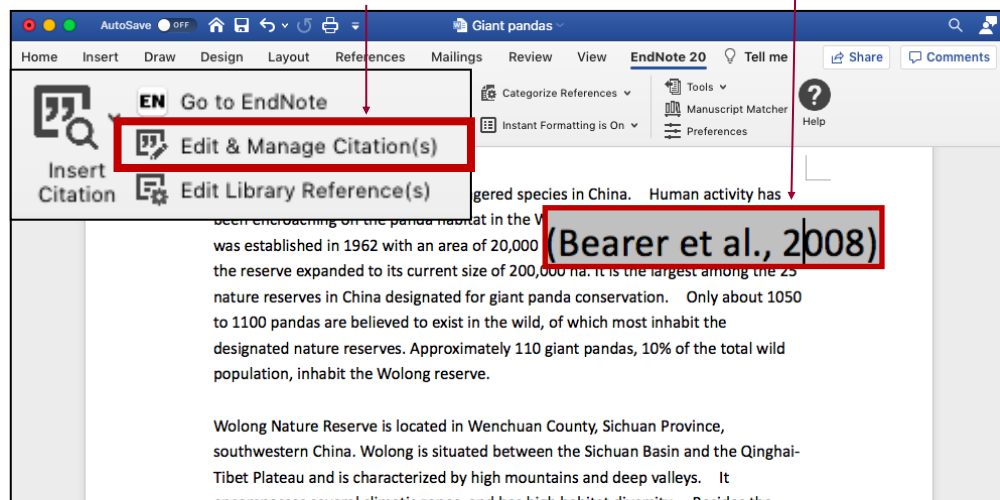 AutoSave OFF Giant pandas
Home Insert Draw Design Layout References Mailings Review View EndNote 20 Tell me Share Comments
EN Go to EndNote
Edit & Manage Citation(s)
Edit Library Reference(s)
Insert
Citation
Categorize References
Instant Formatting is On
Tools
Manuscript Matcher
Preferences
?
Help
gered species in China. Human activity has
been encroaching on the panda habitat in the W
was established in 1962 with an area of 20,000
(Bearer et al., 2008)
the reserve expanded to its current size of 200,000 ha. It is the largest among the 25
nature reserves in China designated for giant panda conservation. Only about 1050
to 1100 pandas are believed to exist in the wild, of which most inhabit the
designated nature reserves. Approximately 110 giant pandas, 10% of the total wild
population, inhabit the Wolong reserve.
Wolong Nature Reserve is located in Wenchuan County, Sichuan Province,
southwestern China. Wolong is situated between the Sichuan Basin and the Qinghai-
Tibet Plateau and is characterized by high mountains and deep valleys. It